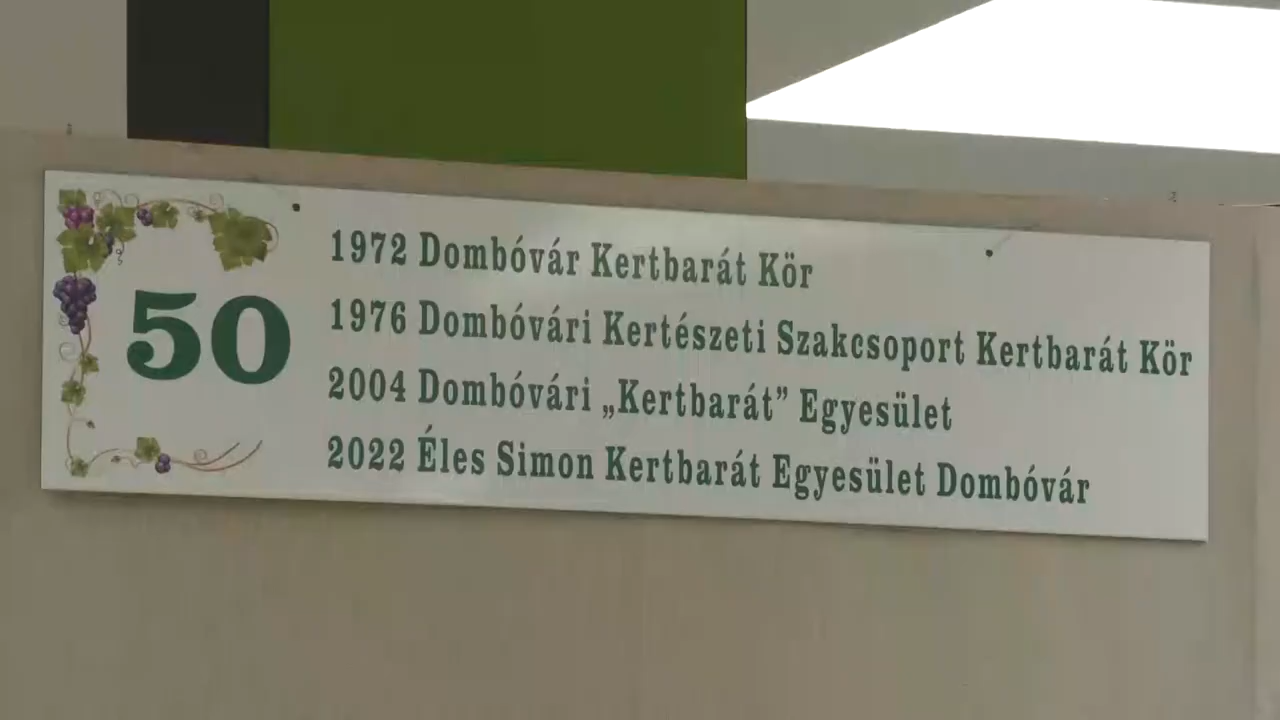 50
1972 Dombóvár Kertbarát Kör
1976 Dombóvári Kertészeti Szakcsoport Kertbarát Kör
2004 Dombóvári „Kertbarát” Egyesület
2022 Éles Simon Kertbarát Egyesület Dombóvár